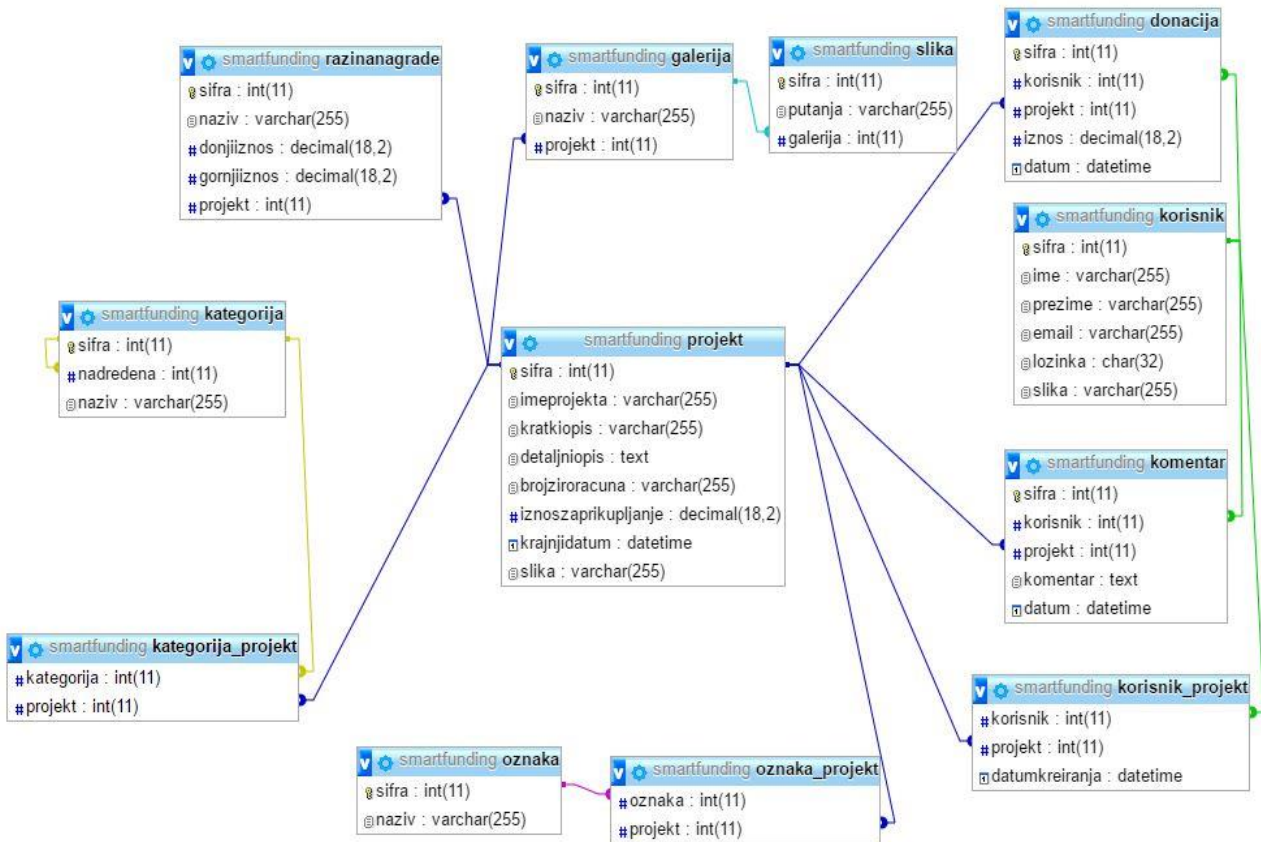 smartfunding razinanagrade
sifra : int(11)
naziv : varchar(255)
donjiiznos : decimal(18,2)
gornjiiznos : decimal(18,2)
projekt : int(11)
smartfunding galerija
sifra : int(11)
naziv : varchar(255)
projekt : int(11)
smartfunding slika
sifra : int(11)
putanja : varchar(255)
galerija : int(11)
smartfunding donacija
sifra : int(11)
korisnik : int(11)
projekt : int(11)
iznos : decimal(18,2)
datum : datetime
smartfunding korisnik
sifra : int(11)
ime : varchar(255)
prezime : varchar(255)
email : varchar(255)
lozinka : char(32)
slika : varchar(255)
smartfunding kategorija
sifra : int(11)
nadredena : int(11)
naziv : varchar(255)
smartfunding projekt
sifra : int(11)
imeprojekta : varchar(255)
kratkiopis : varchar(255)
detaljniopis : text
brojziroracuna : varchar(255)
iznoszaprikupljanje : decimal(18,2)
krajnjidatum : datetime
slika : varchar(255)
smartfunding komentar
sifra : int(11)
korisnik : int(11)
projekt : int(11)
komentar : text
datum : datetime
smartfunding kategorija_projekt
kategorija : int(11)
projekt : int(11)
smartfunding korisnik_projekt
korisnik : int(11)
projekt : int(11)
datumkreiranja : datetime
smartfunding oznaka
sifra : int(11)
naziv : varchar(255)
smartfunding oznaka_projekt
oznaka : int(11)
projekt : int(11)